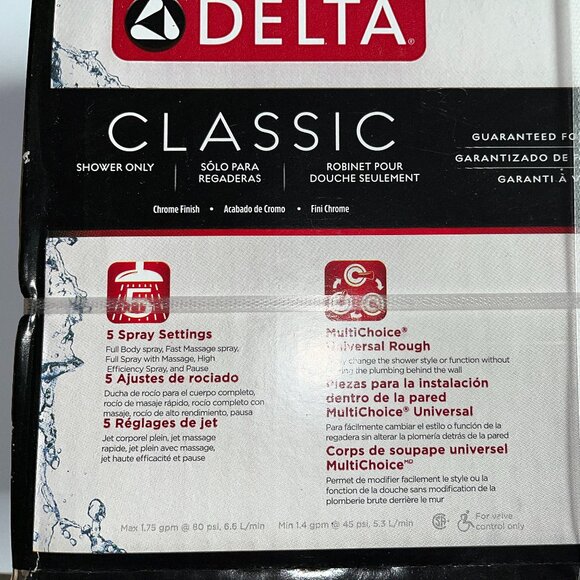 DELTA®
CLASSIC
SHOWER ONLY
SÓLO PARA
REGADERAS
ROBINET POUR
DOUCHE SEULEMENT
GUARANTEED
GARANTIZADO DE
GARANTI À
Chrome Finish • Acabado de Cromo • Fini Chrome
5
5 Spray Settings
Full Body spray, Fast Massage spray,
Full Spray with Massage, High
Efficiency Spray, and Pause
5 Ajustes de rociado
Ducha de rocío para el cuerpo completo,
rocío de masaje rápido, rocío completo con
masaje, rocío de alto rendimiento, pausa
5 Réglages de jet
Jet corporel plein, jet massage
rapide, jet plein avec massage,
jet haute efficacité et pause
MultiChoice®
Universal Rough
change the shower style or function without
the plumbing behind the wall
Piezas para la instalación
dentro de la pared
MultiChoice® Universal
Para fácilmente cambiar el estilo o función de la
regadera sin alterar la plomería detrás de la pared
Corps de soupape universel
MultiChoice MD
Permet de modifier facilement le style ou la
fonction de la douche sans modification de la
plomberie brute derrière le mur
Max 1.75 gpm @ 80 psi, 6.6 L/min Min 1.4 gpm @ 45 psi, 5.3 L/min
For valve
control only